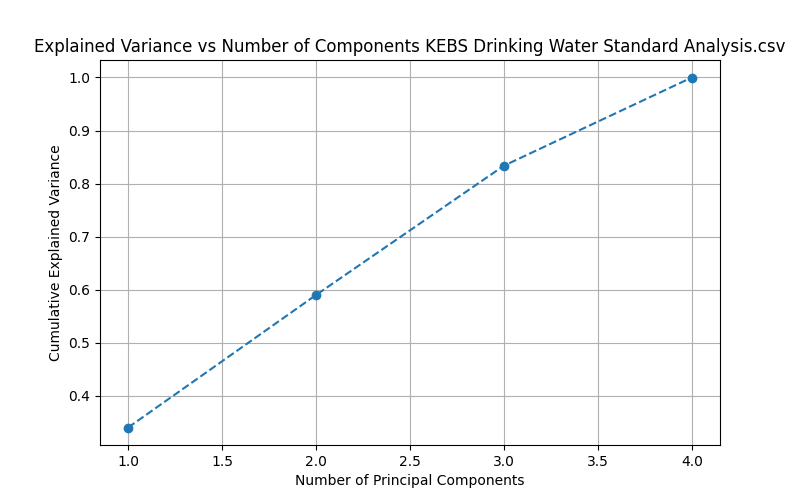 Explained Variance vs Number of Components KEBS Drinking Water Standard Analysis.csv
Cumulative Explained Variance
1.0
0.9
0.8
0.7
0.6
0.5
0.4
1.0 1.5 2.0 2.5 3.0 3.5 4.0
Number of Principal Components